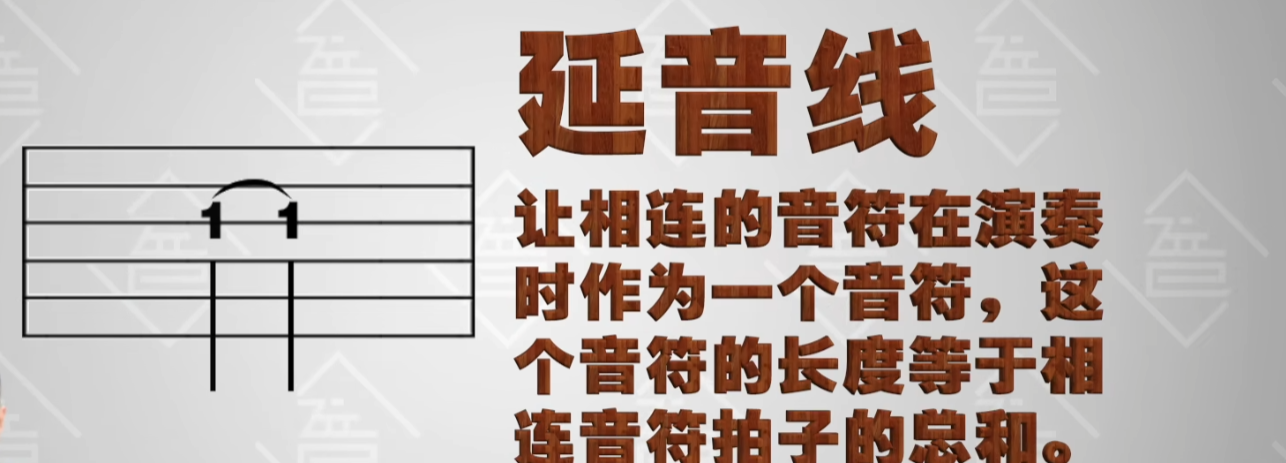 延音线
1 1
让相连的音符在演奏
时作为一个音符，这
个音符的长度等于相
连音符拍子的总和。